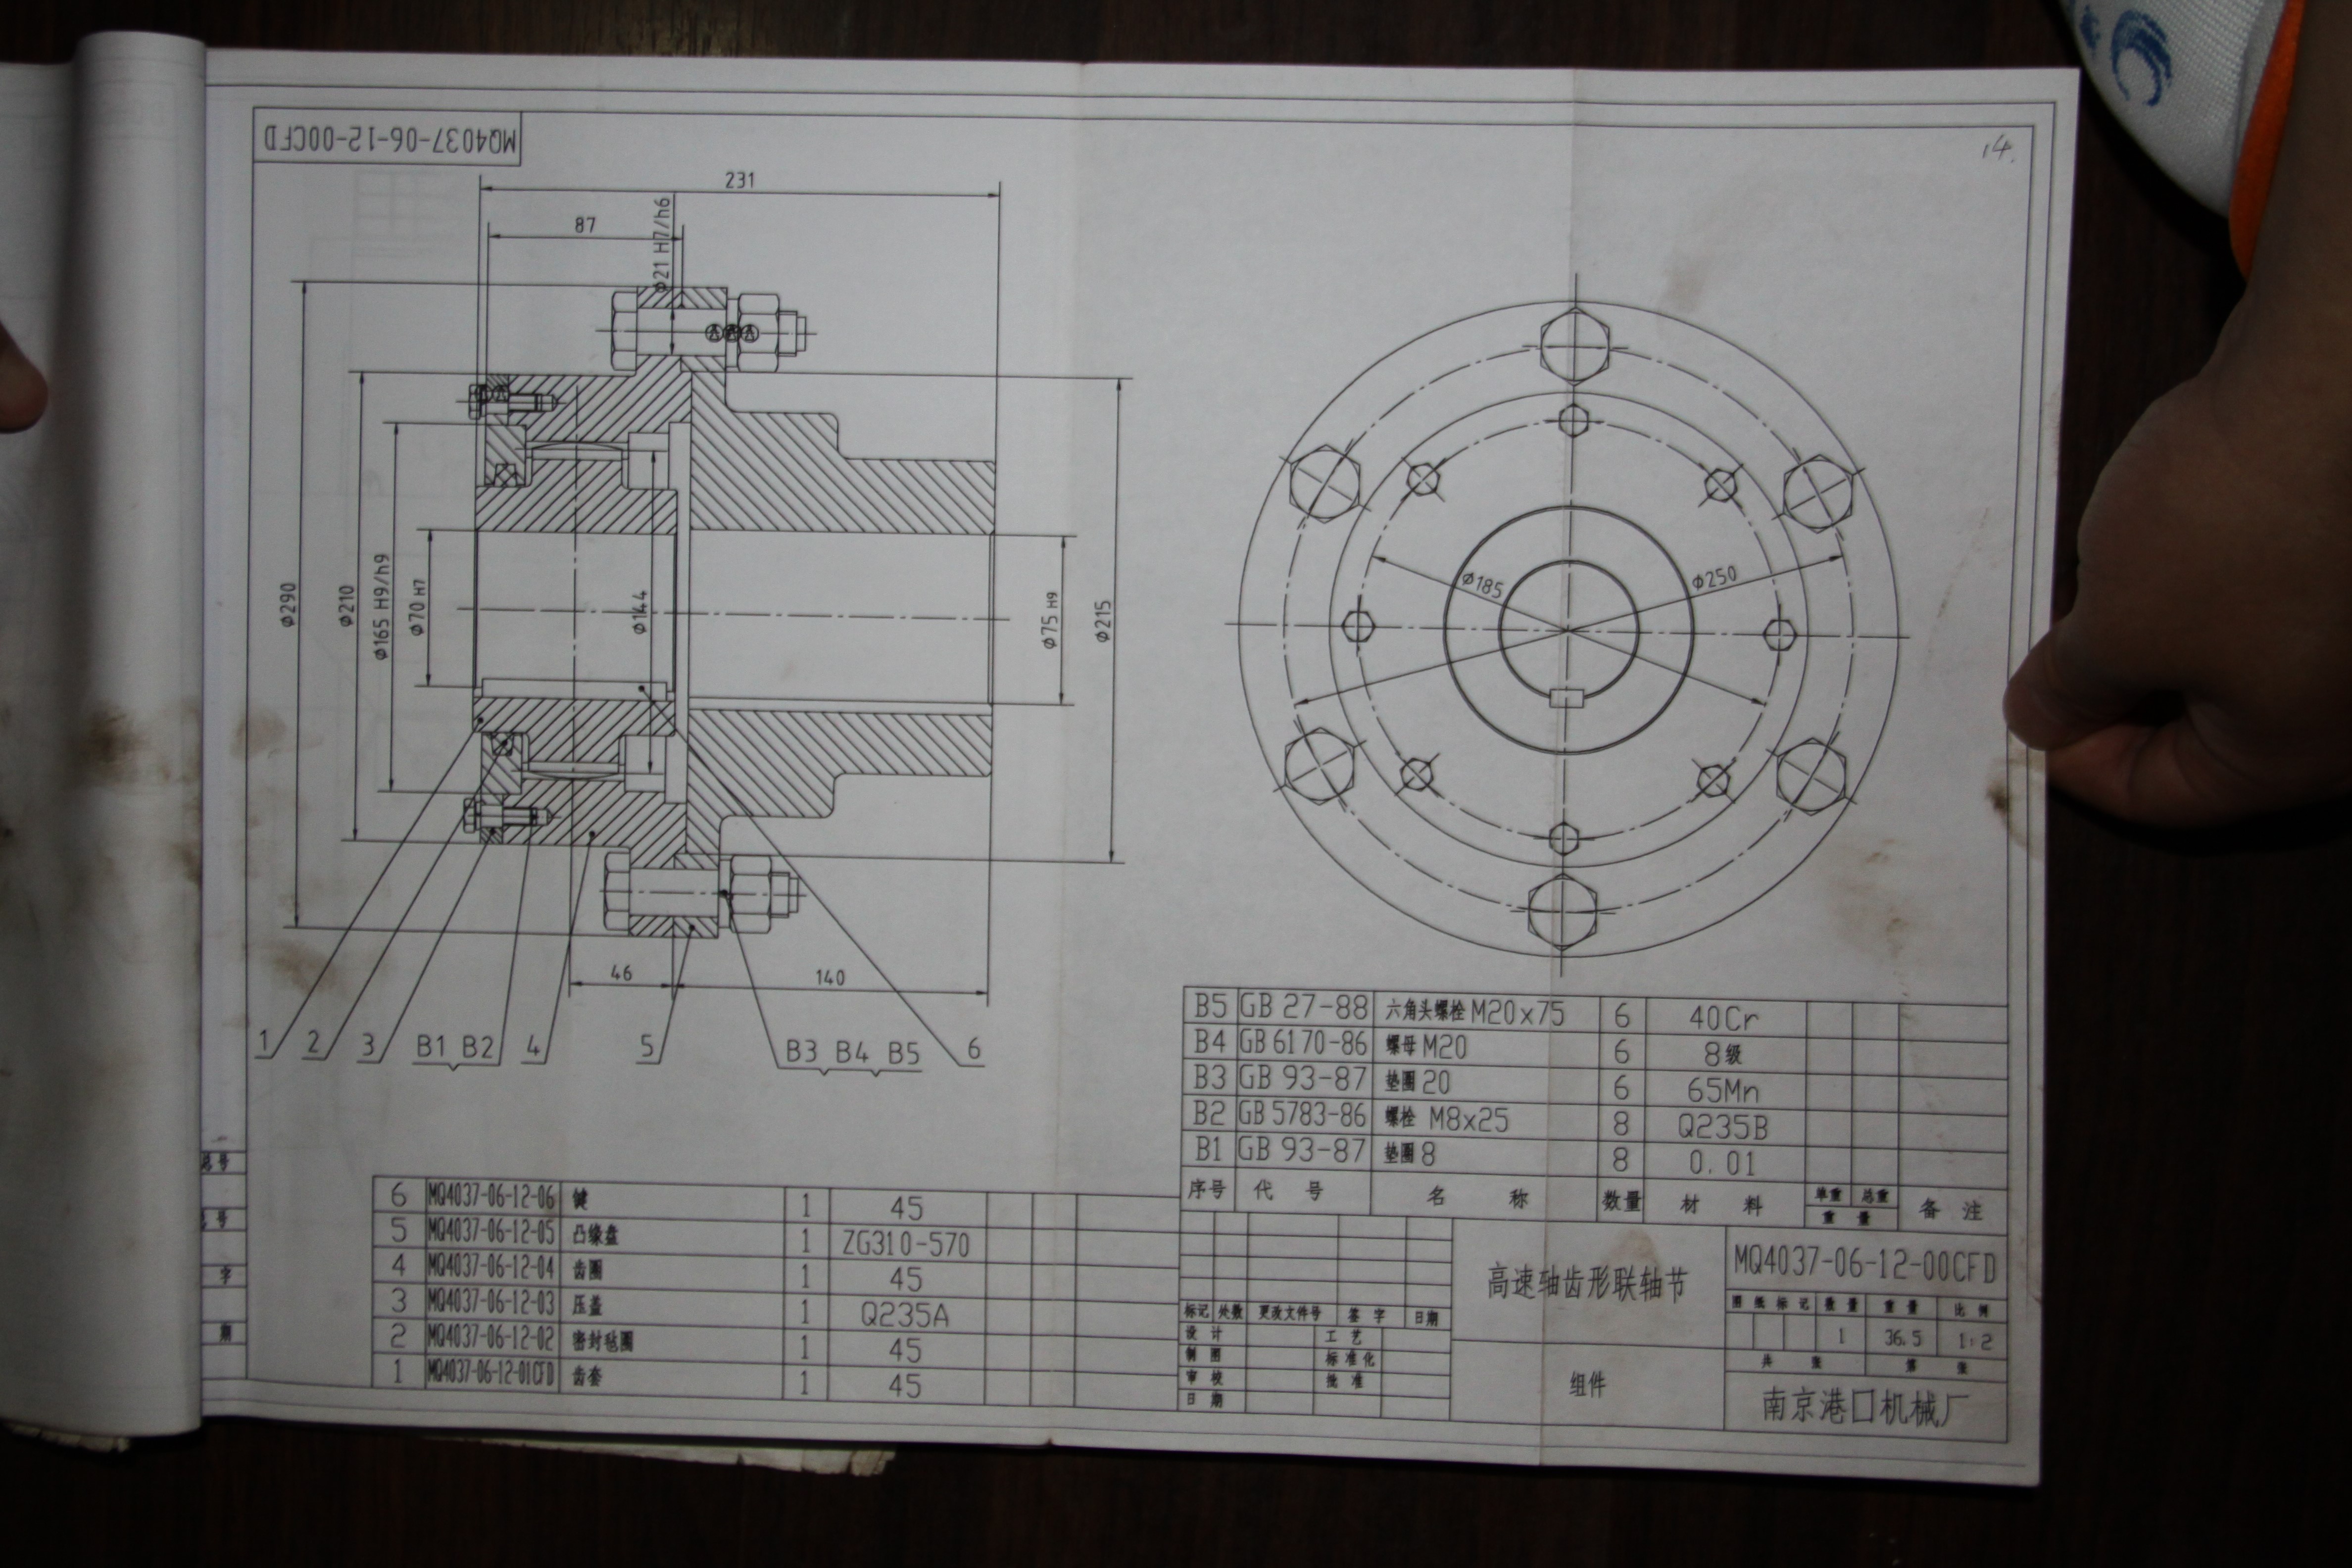 MQ4037-06-12-00CFD
14.
231
87
Φ21 H7/h6
Φ290
Φ210
Φ165 H9/h9
Φ70 H7
Φ144
Φ75 H9
Φ215
Φ185
Φ250
46
140
1
2
3
B1 B2
4
5
B3 B4 B5
6
B5 GB 27-88 六角头螺栓M20x75 6 40Cr
B4 GB 6170-86 螺母M20 6 8级
B3 GB 93-87 垫圈20 6 65Mn
B2 GB 5783-86 螺栓 M8x25 8 Q235B
B1 GB 93-87 垫圈8 8 0.01
序号 代 号 名 称 数量 材 料 单重 总重 备 注
重 量
6 MQ4037-06-12-06 键 1 45
5 MQ4037-06-12-05 凸缘盘 1 ZG310-570
4 MQ4037-06-12-04 齿圈 1 45
3 MQ4037-06-12-03 压盖 1 Q235A
2 MQ4037-06-12-02 密封毡圈 1 45
1 MQ4037-06-12-01CFD 齿套 1 45
标记 处数 更改文件号 签 字 日期
设 计 工 艺
制 图 标准化
审 校 批 准
日 期
高速轴齿形联轴节
组件
MQ4037-06-12-00CFD
图 纸 标 记 数 量 重 量 比 例
1 36.5 1:2
共 张 第 张
南京港口机械厂
号
号
字
期